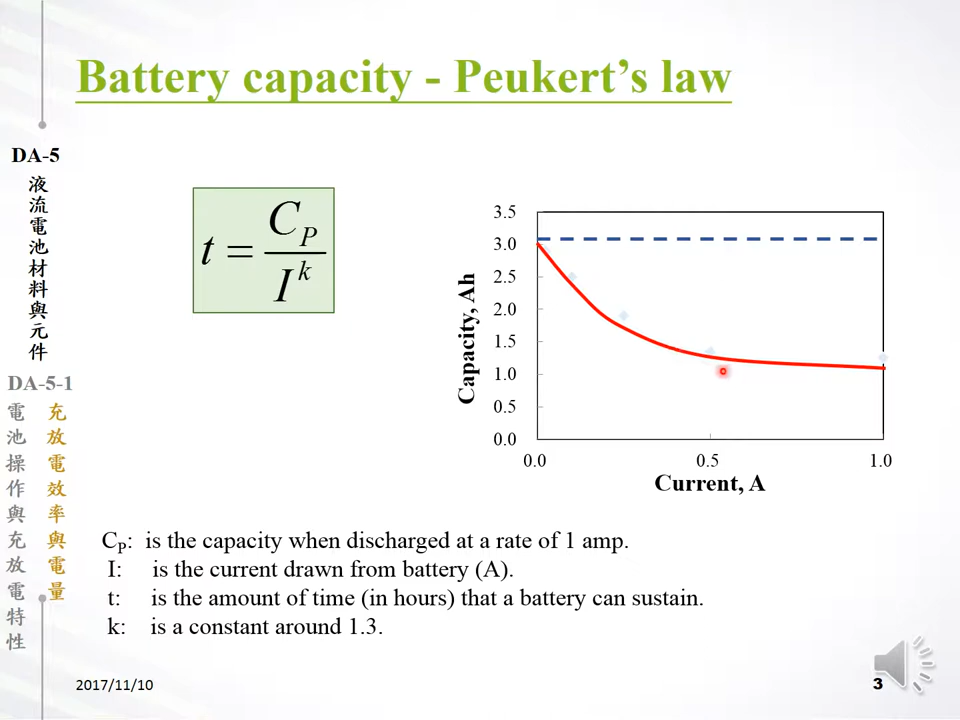 Battery capacity - Peukert's law
DA-5
液流電池材料與元件
DA-5-1
電池操作與充放電特性
充放電效率與電量
t = C_P / I^k
Capacity, Ah
3.5
3.0
2.5
2.0
1.5
1.0
0.5
0.0
0.0 0.5 1.0
Current, A
C_P: is the capacity when discharged at a rate of 1 amp.
I: is the current drawn from battery (A).
t: is the amount of time (in hours) that a battery can sustain.
k: is a constant around 1.3.
2017/11/10
3